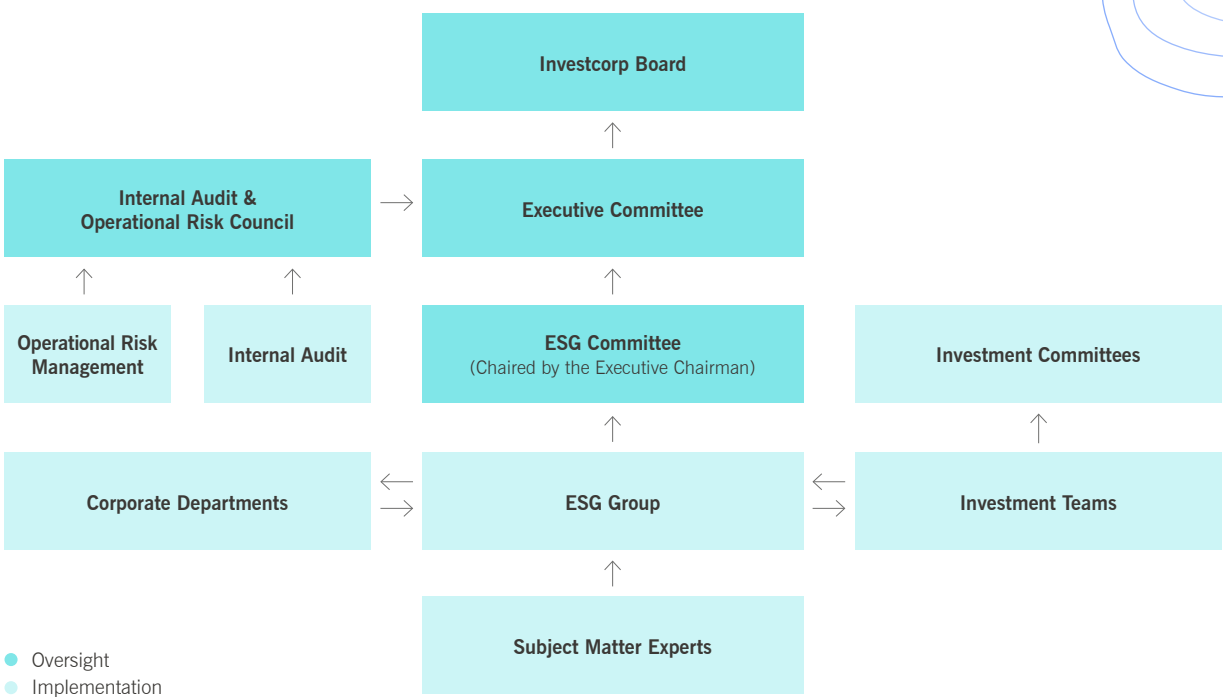 Investcorp Board
Internal Audit &
Operational Risk Council
Executive Committee
Operational Risk
Management
Internal Audit
ESG Committee
(Chaired by the Executive Chairman)
Investment Committees
Corporate Departments
ESG Group
Investment Teams
Subject Matter Experts
Oversight
Implementation